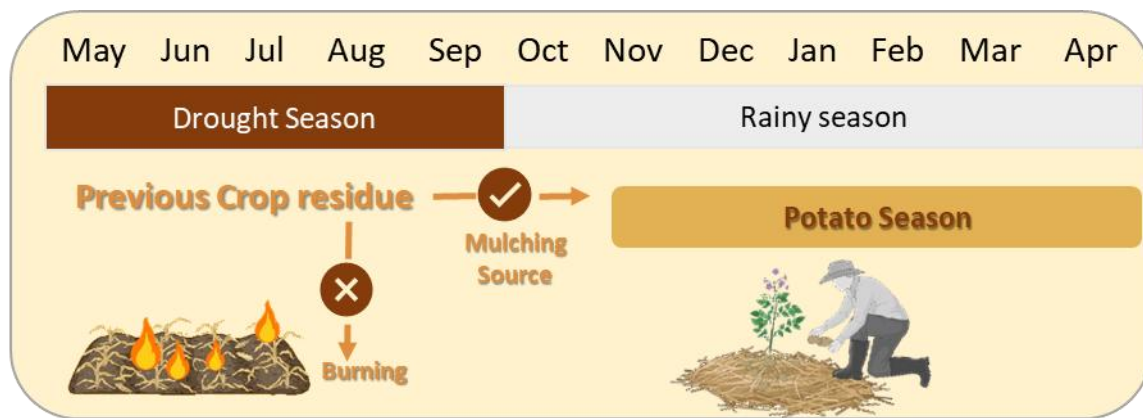 May Jun Jul Aug Sep Oct Nov Dec Jan Feb Mar Apr
Drought Season Rainy season
Previous Crop residue
Mulching
Source
Potato Season
Burning